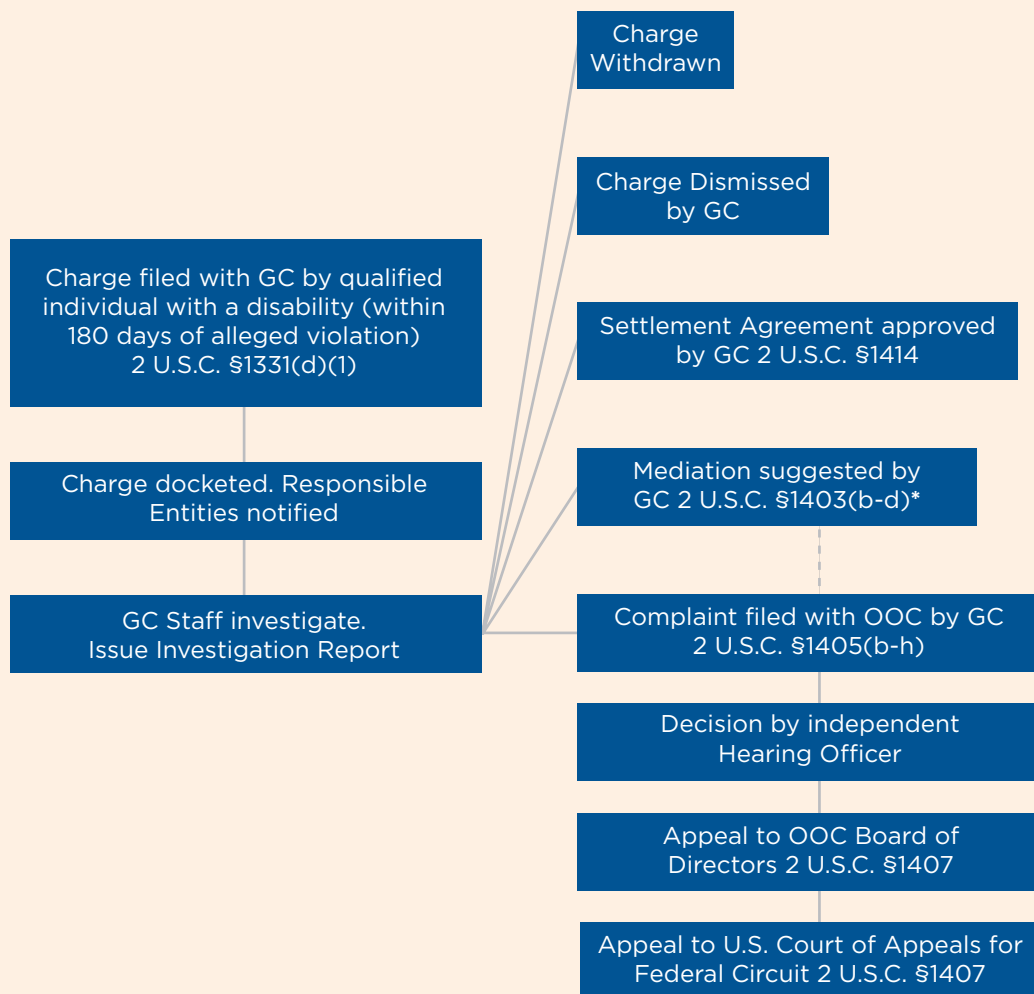 Charge filed with GC by qualified
individual with a disability (within
180 days of alleged violation)
2 U.S.C. §1331(d)(1)
Charge docketed. Responsible
Entities notified
GC Staff investigate.
Issue Investigation Report
Charge
Withdrawn
Charge Dismissed
by GC
Settlement Agreement approved
by GC 2 U.S.C. §1414
Mediation suggested by
GC 2 U.S.C. §1403(b-d)*
Complaint filed with OOC by GC
2 U.S.C. §1405(b-h)
Decision by independent
Hearing Officer
Appeal to OOC Board of
Directors 2 U.S.C. §1407
Appeal to U.S. Court of Appeals for
Federal Circuit 2 U.S.C. §1407